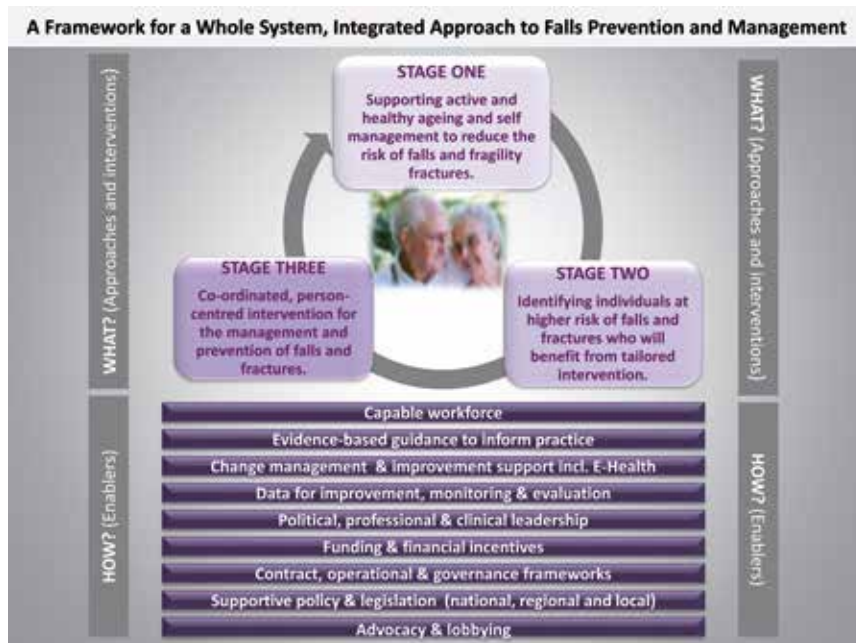 A Framework for a Whole System, Integrated Approach to Falls Prevention and Management
WHAT? (Approaches and interventions)
STAGE ONE
Supporting active and
healthy ageing and self
management to reduce the
risk of falls and fragility
fractures.
WHAT? (Approaches and interventions)
STAGE THREE
Co-ordinated, person-
centred intervention for
the management and
prevention of falls and
fractures.
STAGE TWO
Identifying individuals at
higher risk of falls and
fractures who will
benefit from tailored
intervention.
HOW? (Enablers)
Capable workforce
Evidence-based guidance to inform practice
Change management & improvement support incl. E-Health
Data for improvement, monitoring & evaluation
Political, professional & clinical leadership
Funding & financial incentives
Contract, operational & governance frameworks
Supportive policy & legislation (national, regional and local)
Advocacy & lobbying
HOW? (Enablers)